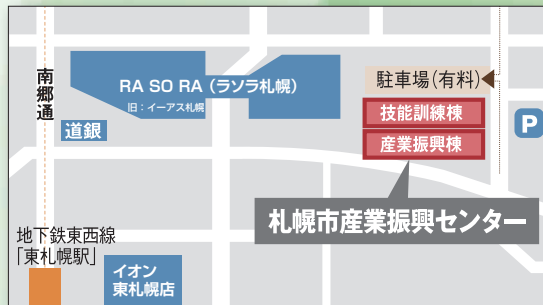 南郷通
RA SO RA（ラソラ札幌）
旧：イーアス札幌
道銀
駐車場（有料）
技能訓練棟
産業振興棟
P
札幌市産業振興センター
地下鉄東西線
「東札幌駅」
イオン
東札幌店